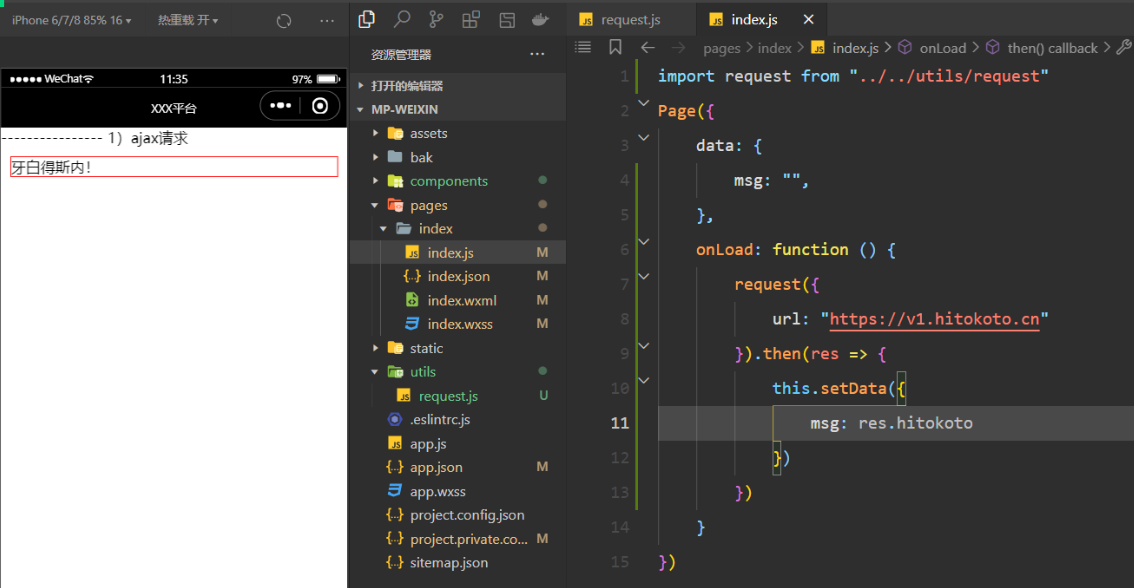 iPhone 6/7/8 85% 16
热重载 开
WeChat
11:35
97%
XXX平台
---------------- 1）ajax请求
牙白得斯内！
资源管理器
打开的编辑器
MP-WEIXIN
assets
bak
components
pages
index
index.js M
index.json M
index.wxml M
index.wxss M
static
utils
request.js U
.eslintrc.js
app.js
app.json M
app.wxss
project.config.json
project.private.co... M
sitemap.json
request.js
index.js
pages > index > index.js > onLoad > then() callback >
1 import request from "../../utils/request"
2 Page({
3 data: {
4 msg: "",
5 },
6 onLoad: function () {
7 request({
8 url: "https://v1.hitokoto.cn"
9 }).then(res => {
10 this.setData({
11 msg: res.hitokoto
12 })
13 })
14 }
15 })